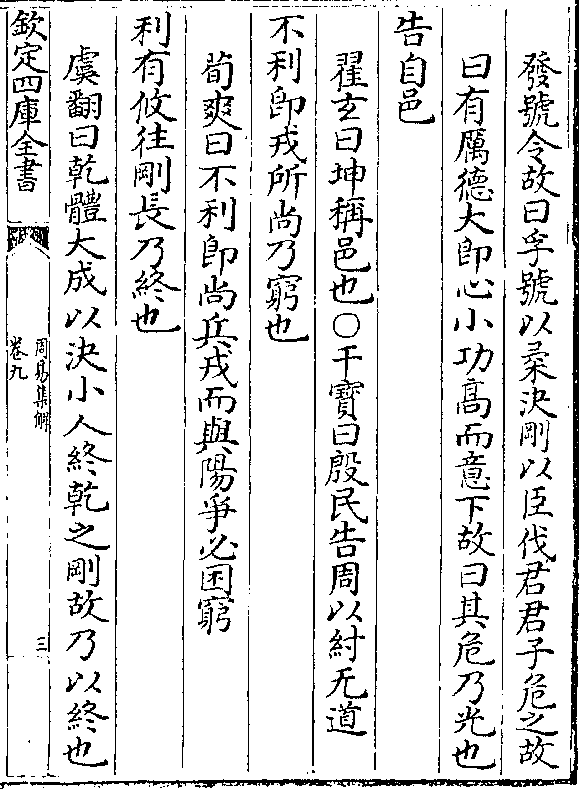 發號令故曰孚號以柔決剛以臣伐君君子危之故
曰有厲德大即心小功髙而意下故曰其危乃光也
告自邑
翟玄曰坤稱邑也○干寳曰殷民告周以紂无道
不利即戎所尚乃窮也
荀爽曰不利即尚兵戎而與陽爭必困窮
利有攸往剛長乃終也
虞翻曰乾體大成以決小人終乾之剛故乃以終也
欽定四庫全書
周易集解
卷九
三